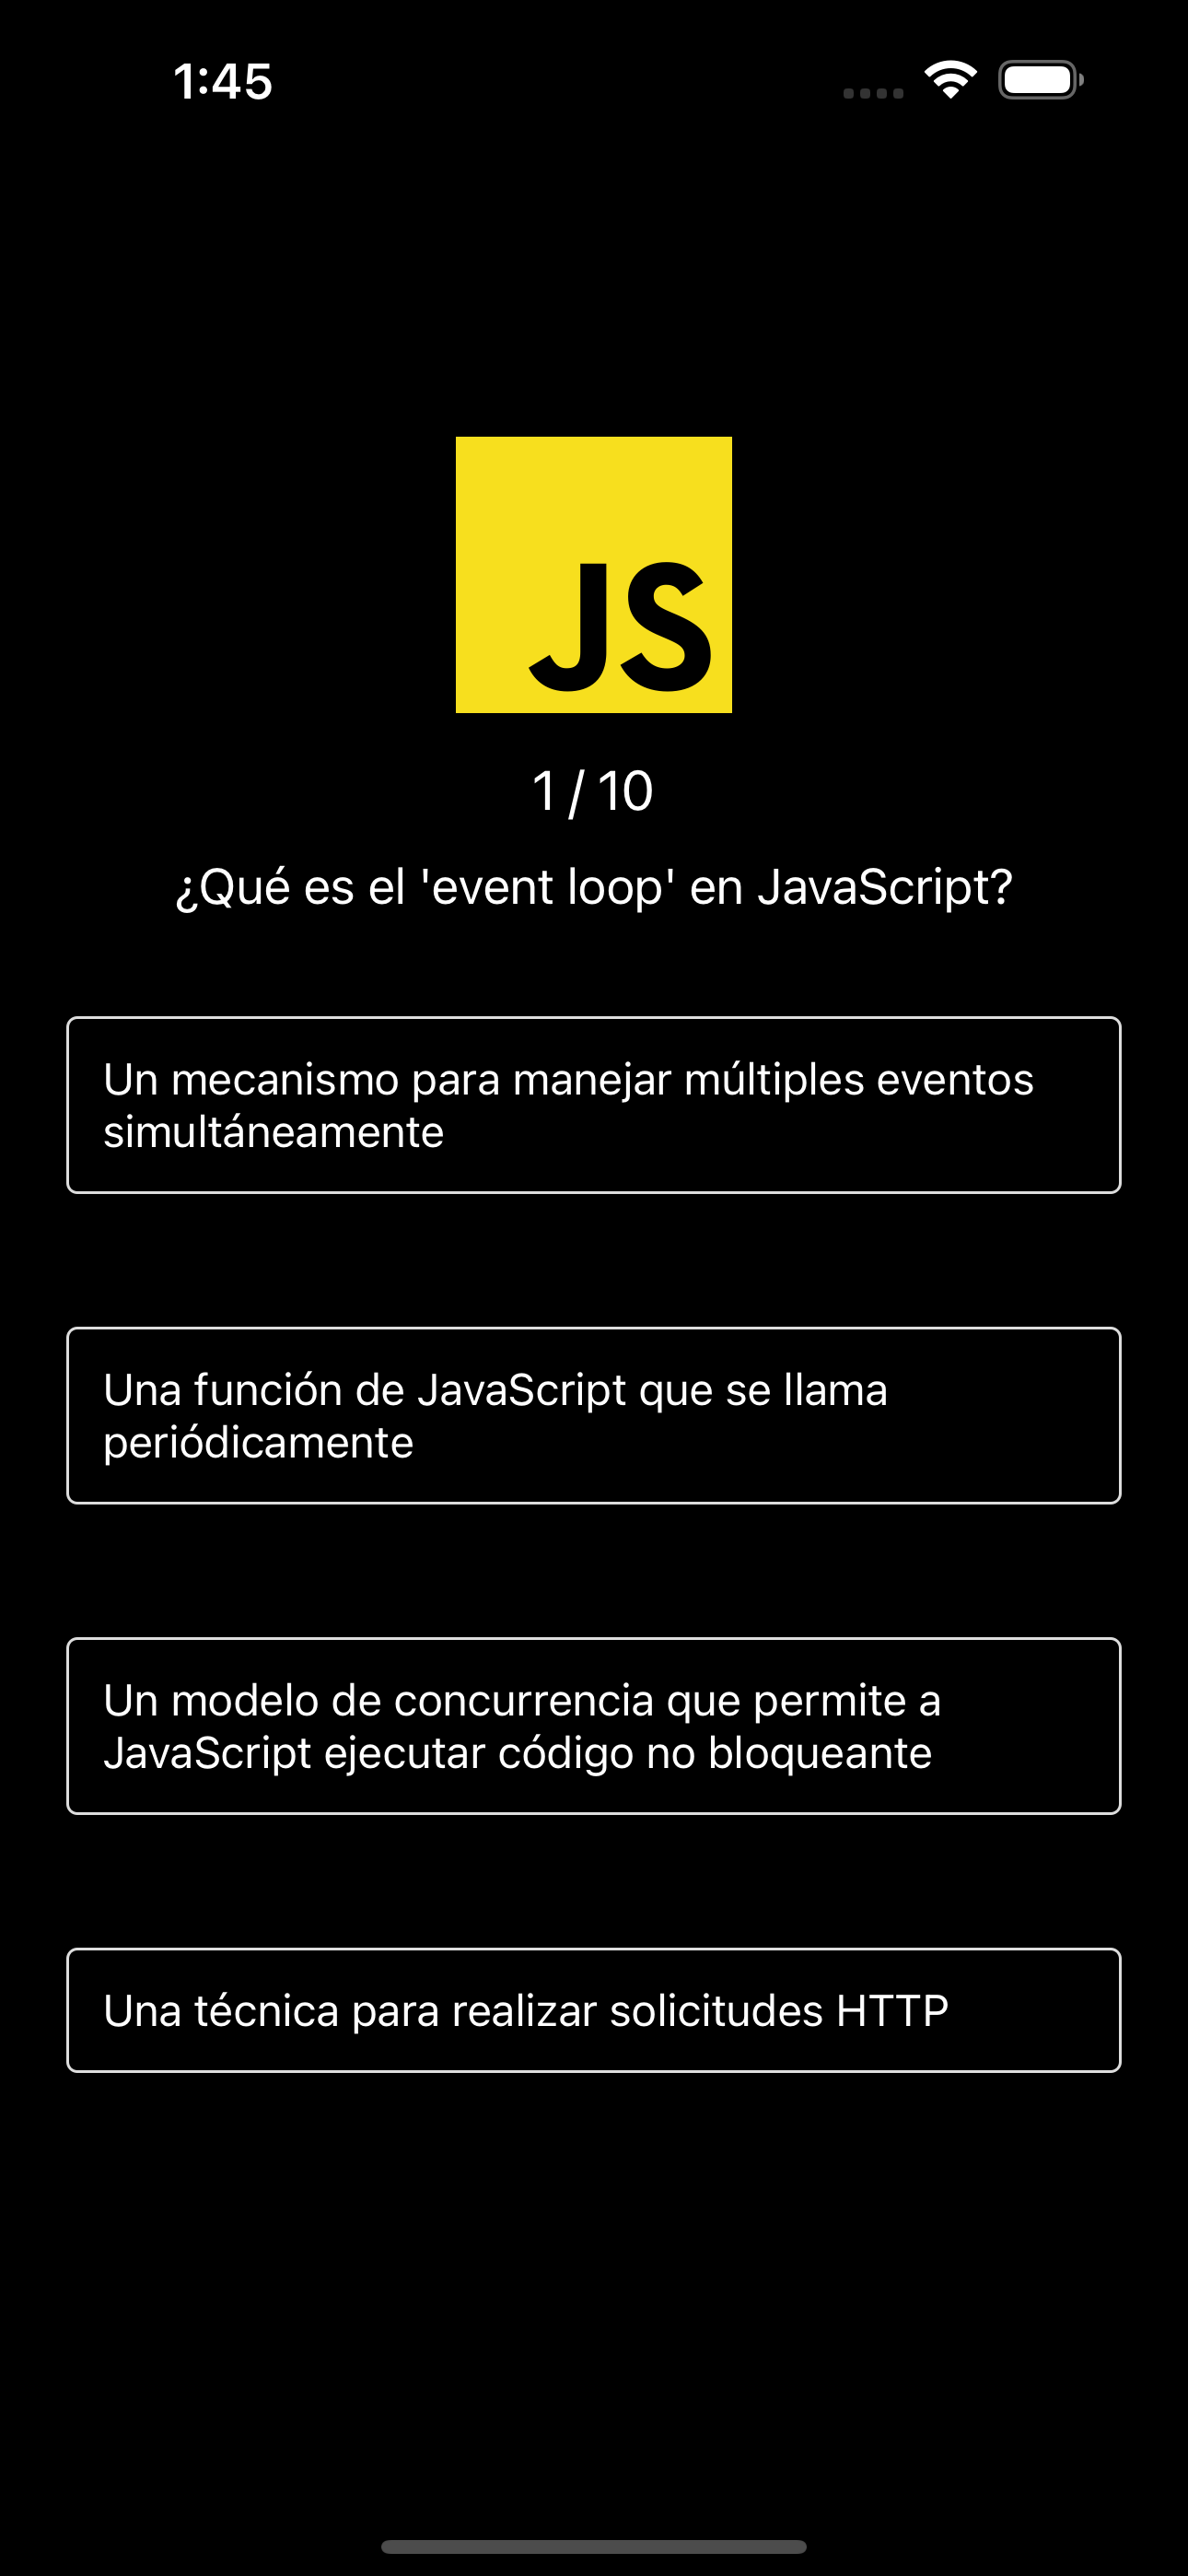 1:45
JS
1 / 10
¿Qué es el 'event loop' en JavaScript?
Un mecanismo para manejar múltiples eventos
simultáneamente
Una función de JavaScript que se llama
periódicamente
Un modelo de concurrencia que permite a
JavaScript ejecutar código no bloqueante
Una técnica para realizar solicitudes HTTP